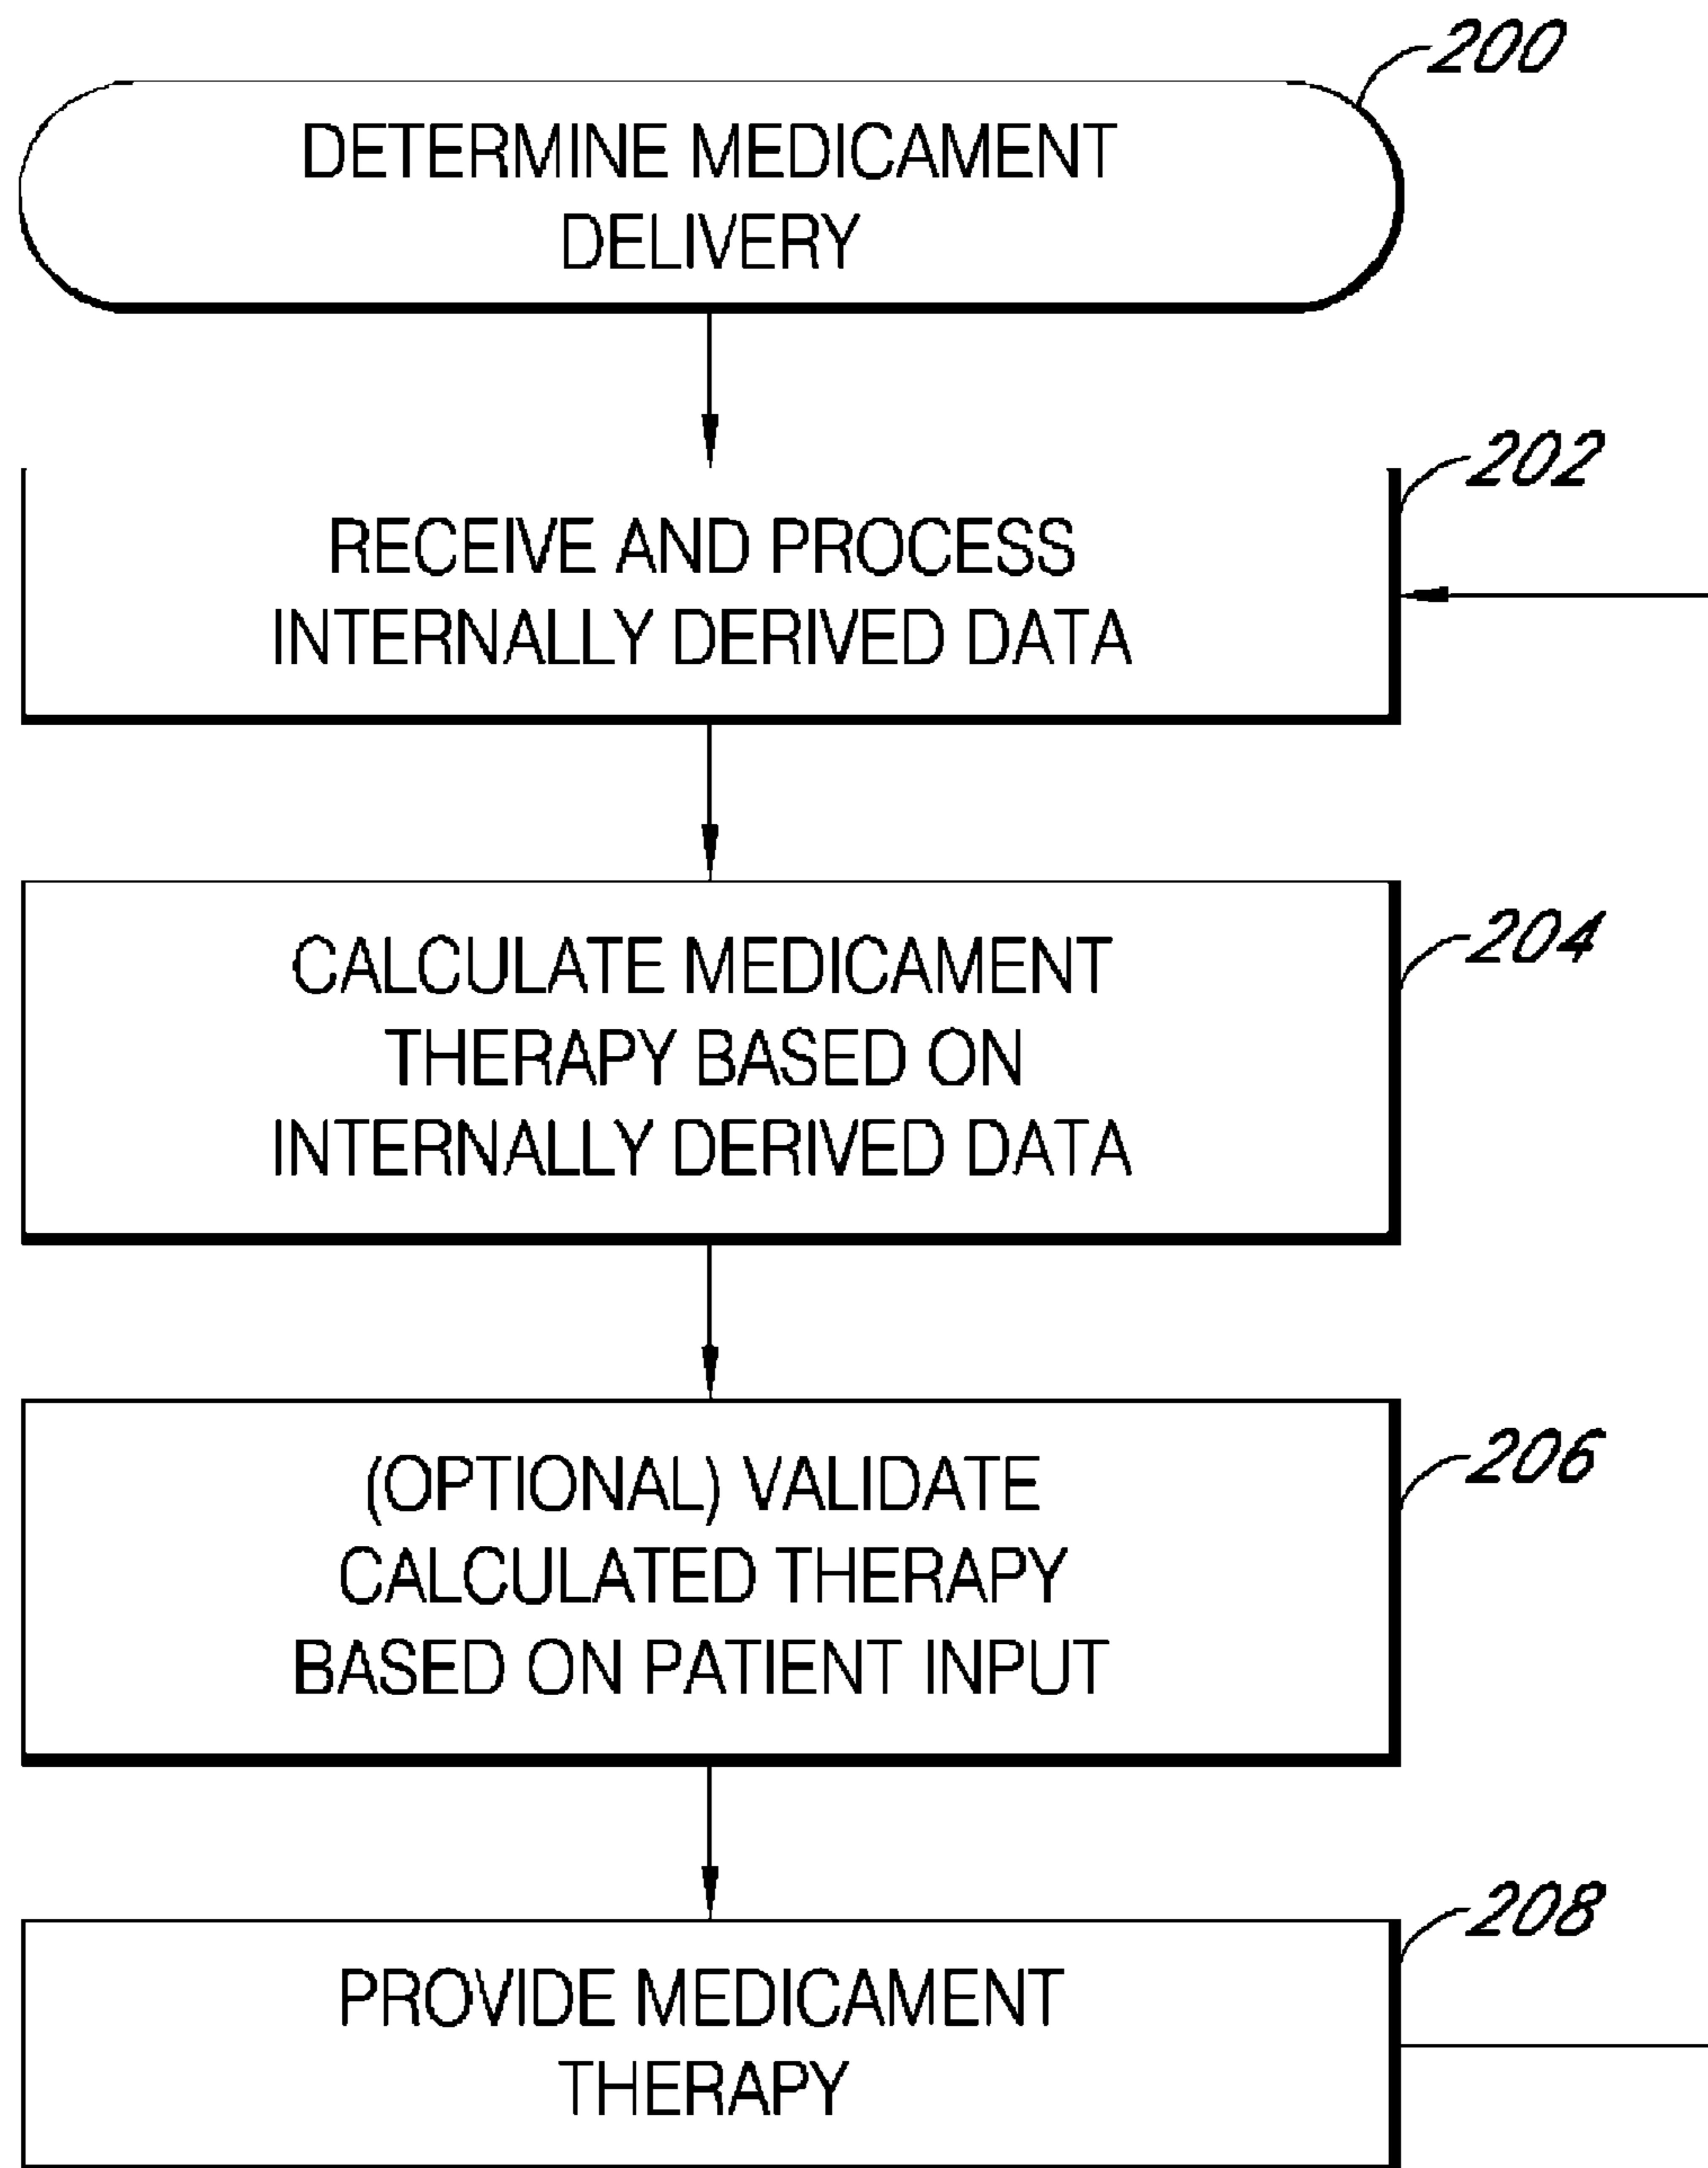 200
DETERMINE MEDICAMENT
DELIVERY
202
RECEIVE AND PROCESS
INTERNALLY DERIVED DATA
204
CALCULATE MEDICAMENT
THERAPY BASED ON
INTERNALLY DERIVED DATA
206
(OPTIONAL) VALIDATE
CALCULATED THERAPY
BASED ON PATIENT INPUT
208
PROVIDE MEDICAMENT
THERAPY